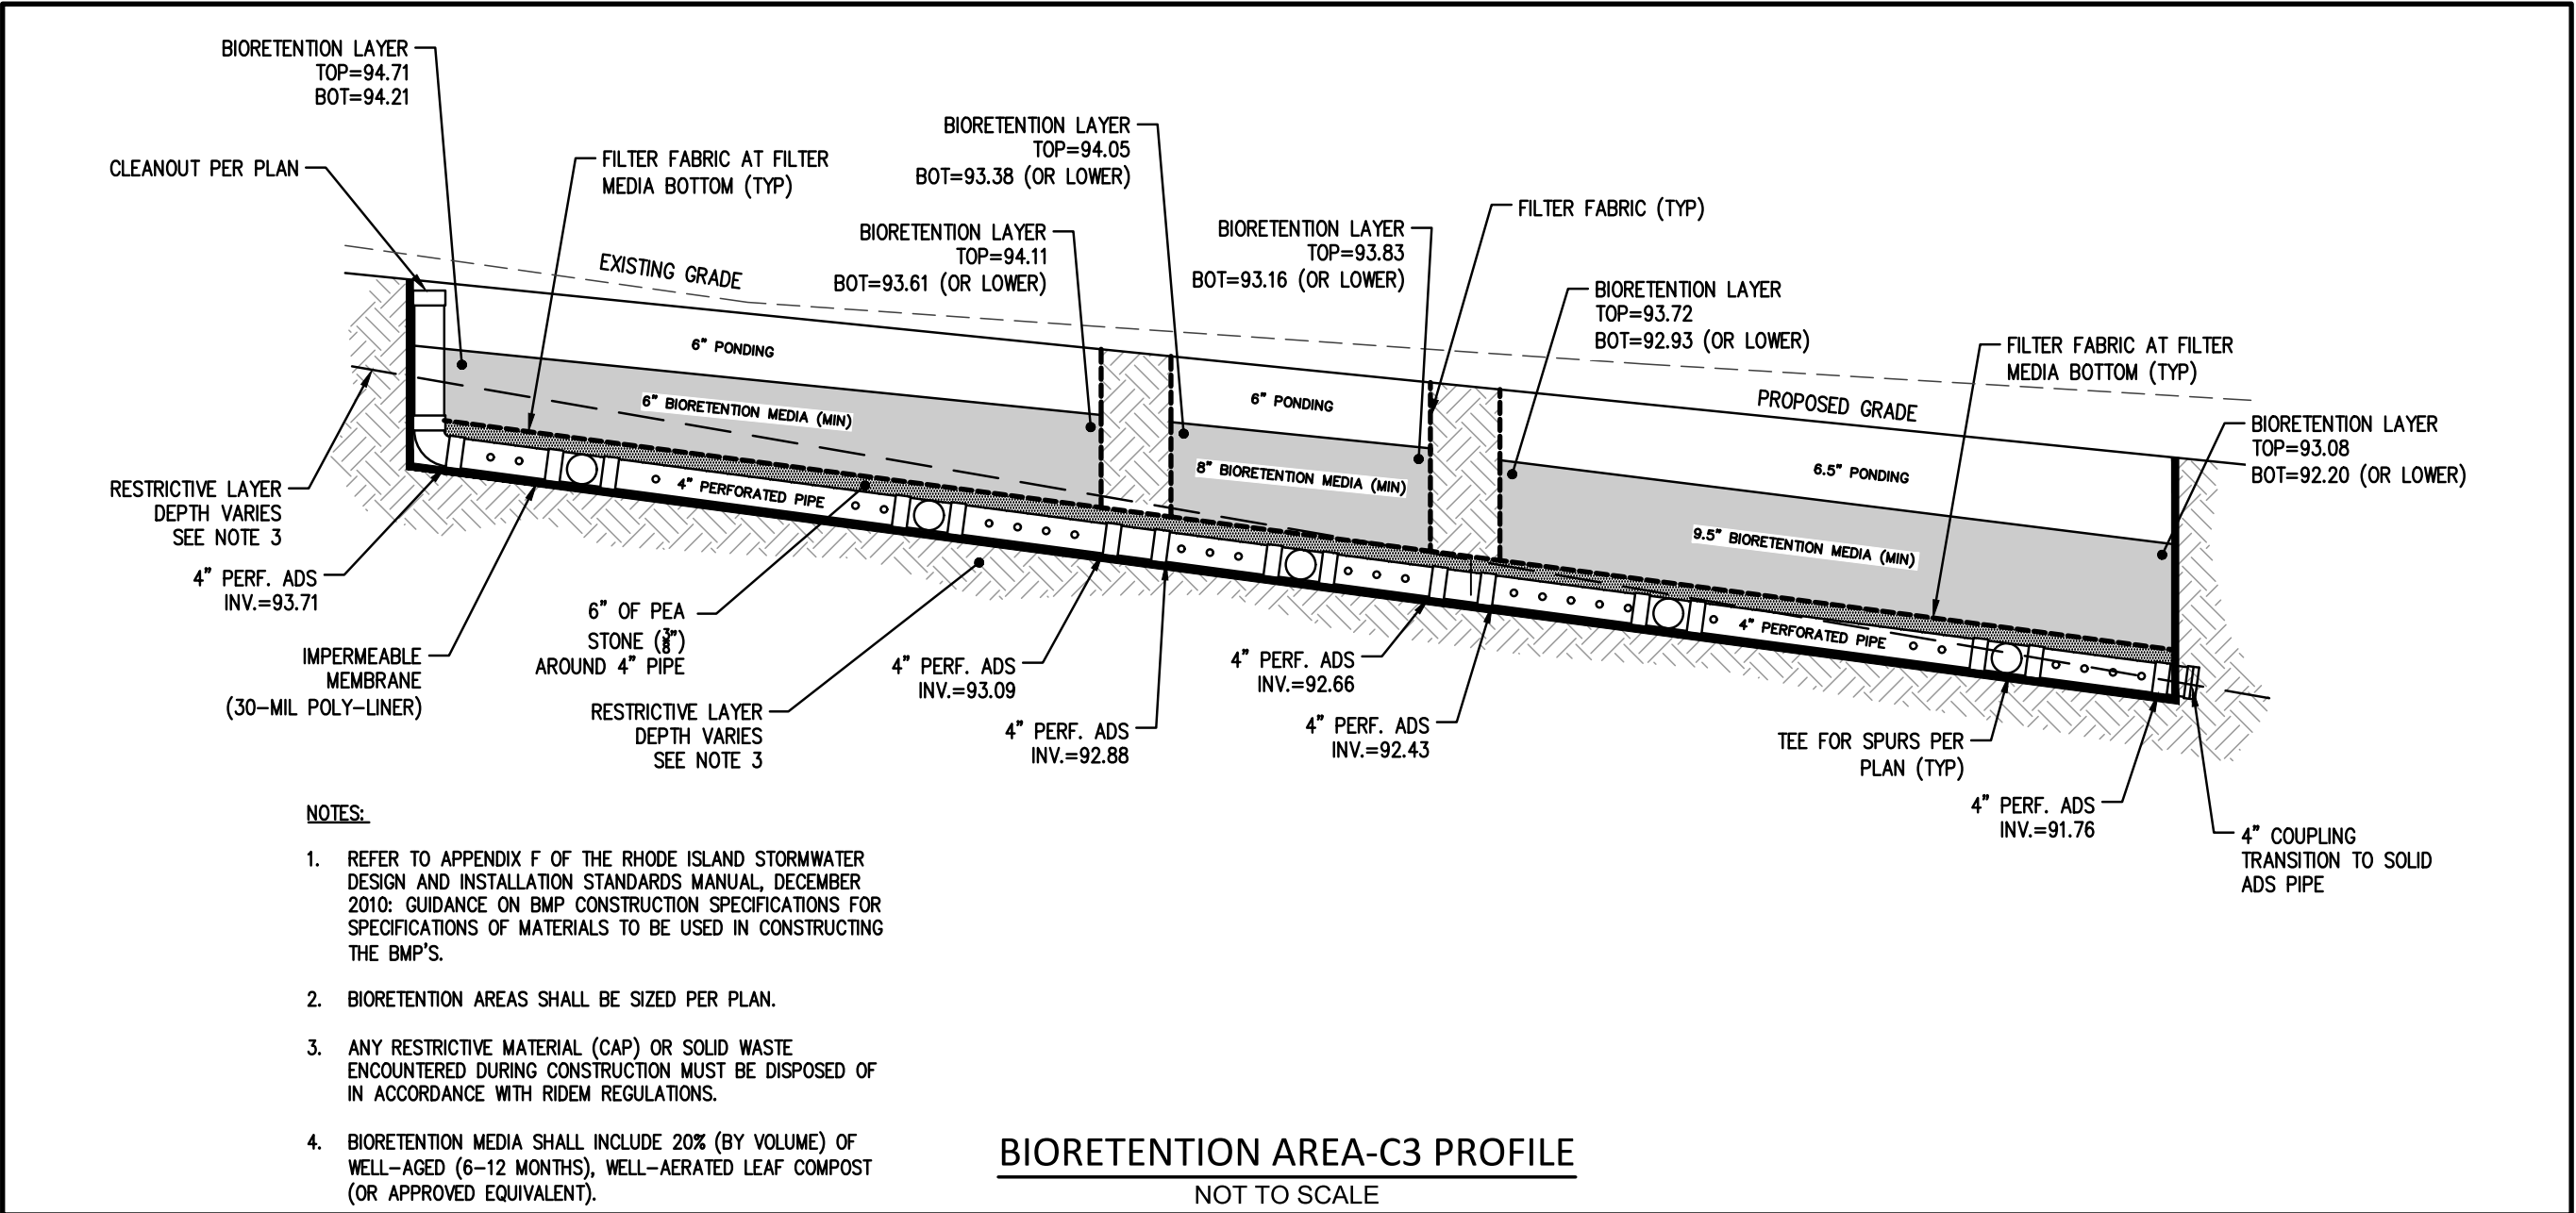 BIORETENTION LAYER
TOP=94.71
BOT=94.21
CLEANOUT PER PLAN
FILTER FABRIC AT FILTER
MEDIA BOTTOM (TYP)
BIORETENTION LAYER
TOP=94.05
BOT=93.38 (OR LOWER)
BIORETENTION LAYER
TOP=94.11
BOT=93.61 (OR LOWER)
BIORETENTION LAYER
TOP=93.83
BOT=93.16 (OR LOWER)
FILTER FABRIC (TYP)
BIORETENTION LAYER
TOP=93.72
BOT=92.93 (OR LOWER)
FILTER FABRIC AT FILTER
MEDIA BOTTOM (TYP)
BIORETENTION LAYER
TOP=93.08
BOT=92.20 (OR LOWER)
EXISTING GRADE
PROPOSED GRADE
6" PONDING
6" BIORETENTION MEDIA (MIN)
6" PONDING
8" BIORETENTION MEDIA (MIN)
6.5" PONDING
9.5" BIORETENTION MEDIA (MIN)
4" PERFORATED PIPE
4" PERFORATED PIPE
RESTRICTIVE LAYER
DEPTH VARIES
SEE NOTE 3
4" PERF. ADS
INV.=93.71
IMPERMEABLE
MEMBRANE
(30-MIL POLY-LINER)
6" OF PEA
STONE (3/8")
AROUND 4" PIPE
RESTRICTIVE LAYER
DEPTH VARIES
SEE NOTE 3
4" PERF. ADS
INV.=93.09
4" PERF. ADS
INV.=92.88
4" PERF. ADS
INV.=92.66
4" PERF. ADS
INV.=92.43
TEE FOR SPURS PER
PLAN (TYP)
4" PERF. ADS
INV.=91.76
4" COUPLING
TRANSITION TO SOLID
ADS PIPE
NOTES:
1. REFER TO APPENDIX F OF THE RHODE ISLAND STORMWATER
DESIGN AND INSTALLATION STANDARDS MANUAL, DECEMBER
2010: GUIDANCE ON BMP CONSTRUCTION SPECIFICATIONS FOR
SPECIFICATIONS OF MATERIALS TO BE USED IN CONSTRUCTING
THE BMP'S.
2. BIORETENTION AREAS SHALL BE SIZED PER PLAN.
3. ANY RESTRICTIVE MATERIAL (CAP) OR SOLID WASTE
ENCOUNTERED DURING CONSTRUCTION MUST BE DISPOSED OF
IN ACCORDANCE WITH RIDEM REGULATIONS.
4. BIORETENTION MEDIA SHALL INCLUDE 20% (BY VOLUME) OF
WELL-AGED (6-12 MONTHS), WELL-AERATED LEAF COMPOST
(OR APPROVED EQUIVALENT).
BIORETENTION AREA-C3 PROFILE
NOT TO SCALE